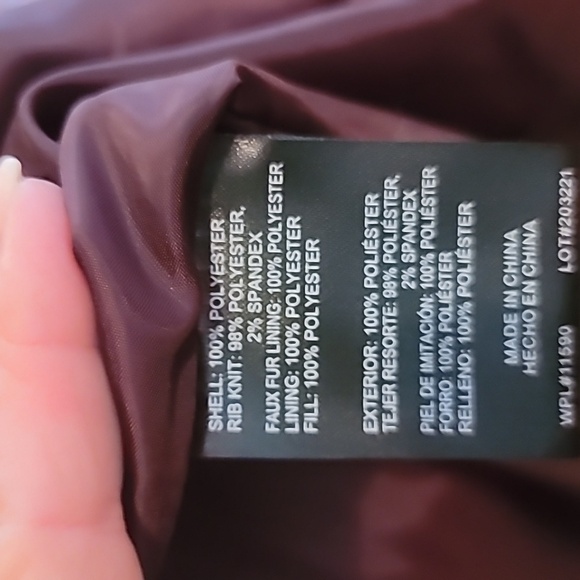 SHELL: 100% POLYESTER
RIB KNIT: 98% POLYESTER,
2% SPANDEX
FAUX FUR LINING: 100% POLYESTER
LINING: 100% POLYESTER
FILL: 100% POLYESTER
EXTERIOR: 100% POLIÉSTER
TEJER RESORTE: 98% POLIÉSTER,
2% SPANDEX
PIEL DE IMITACIÓN: 100% POLIÉSTER
FORRO: 100% POLIÉSTER
RELLENO: 100% POLIÉSTER
MADE IN CHINA
HECHO EN CHINA
WPL#11590 LOT#203221